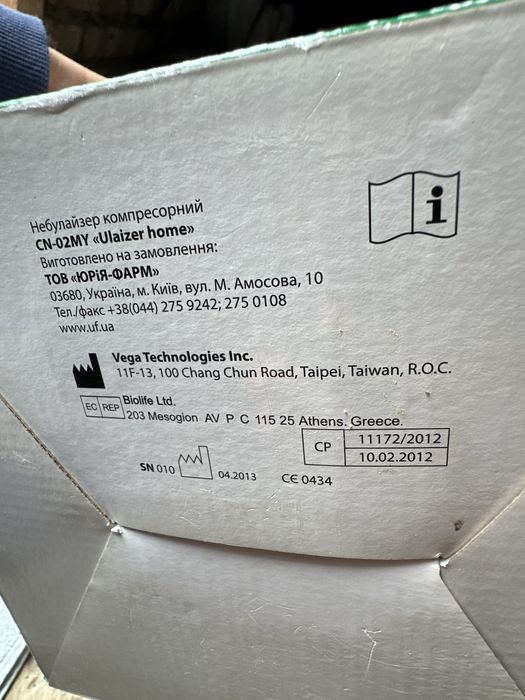 Небулайзер компресорний
CN-02MY «Ulaizer home»
Виготовлено на замовлення:
ТОВ «ЮРіЯ-ФАРМ»
03680, Україна, м. Київ, вул. М. Амосова, 10
Тел./факс +38(044) 275 9242; 275 0108
www.uf.ua
Vega Technologies Inc.
11F-13, 100 Chang Chun Road, Taipei, Taiwan, R.O.C.
EC REP
Biolife Ltd.
203 Mesogion AV P C 115 25 Athens. Greece.
CP
11172/2012
10.02.2012
SN 010
04.2013
CE 0434